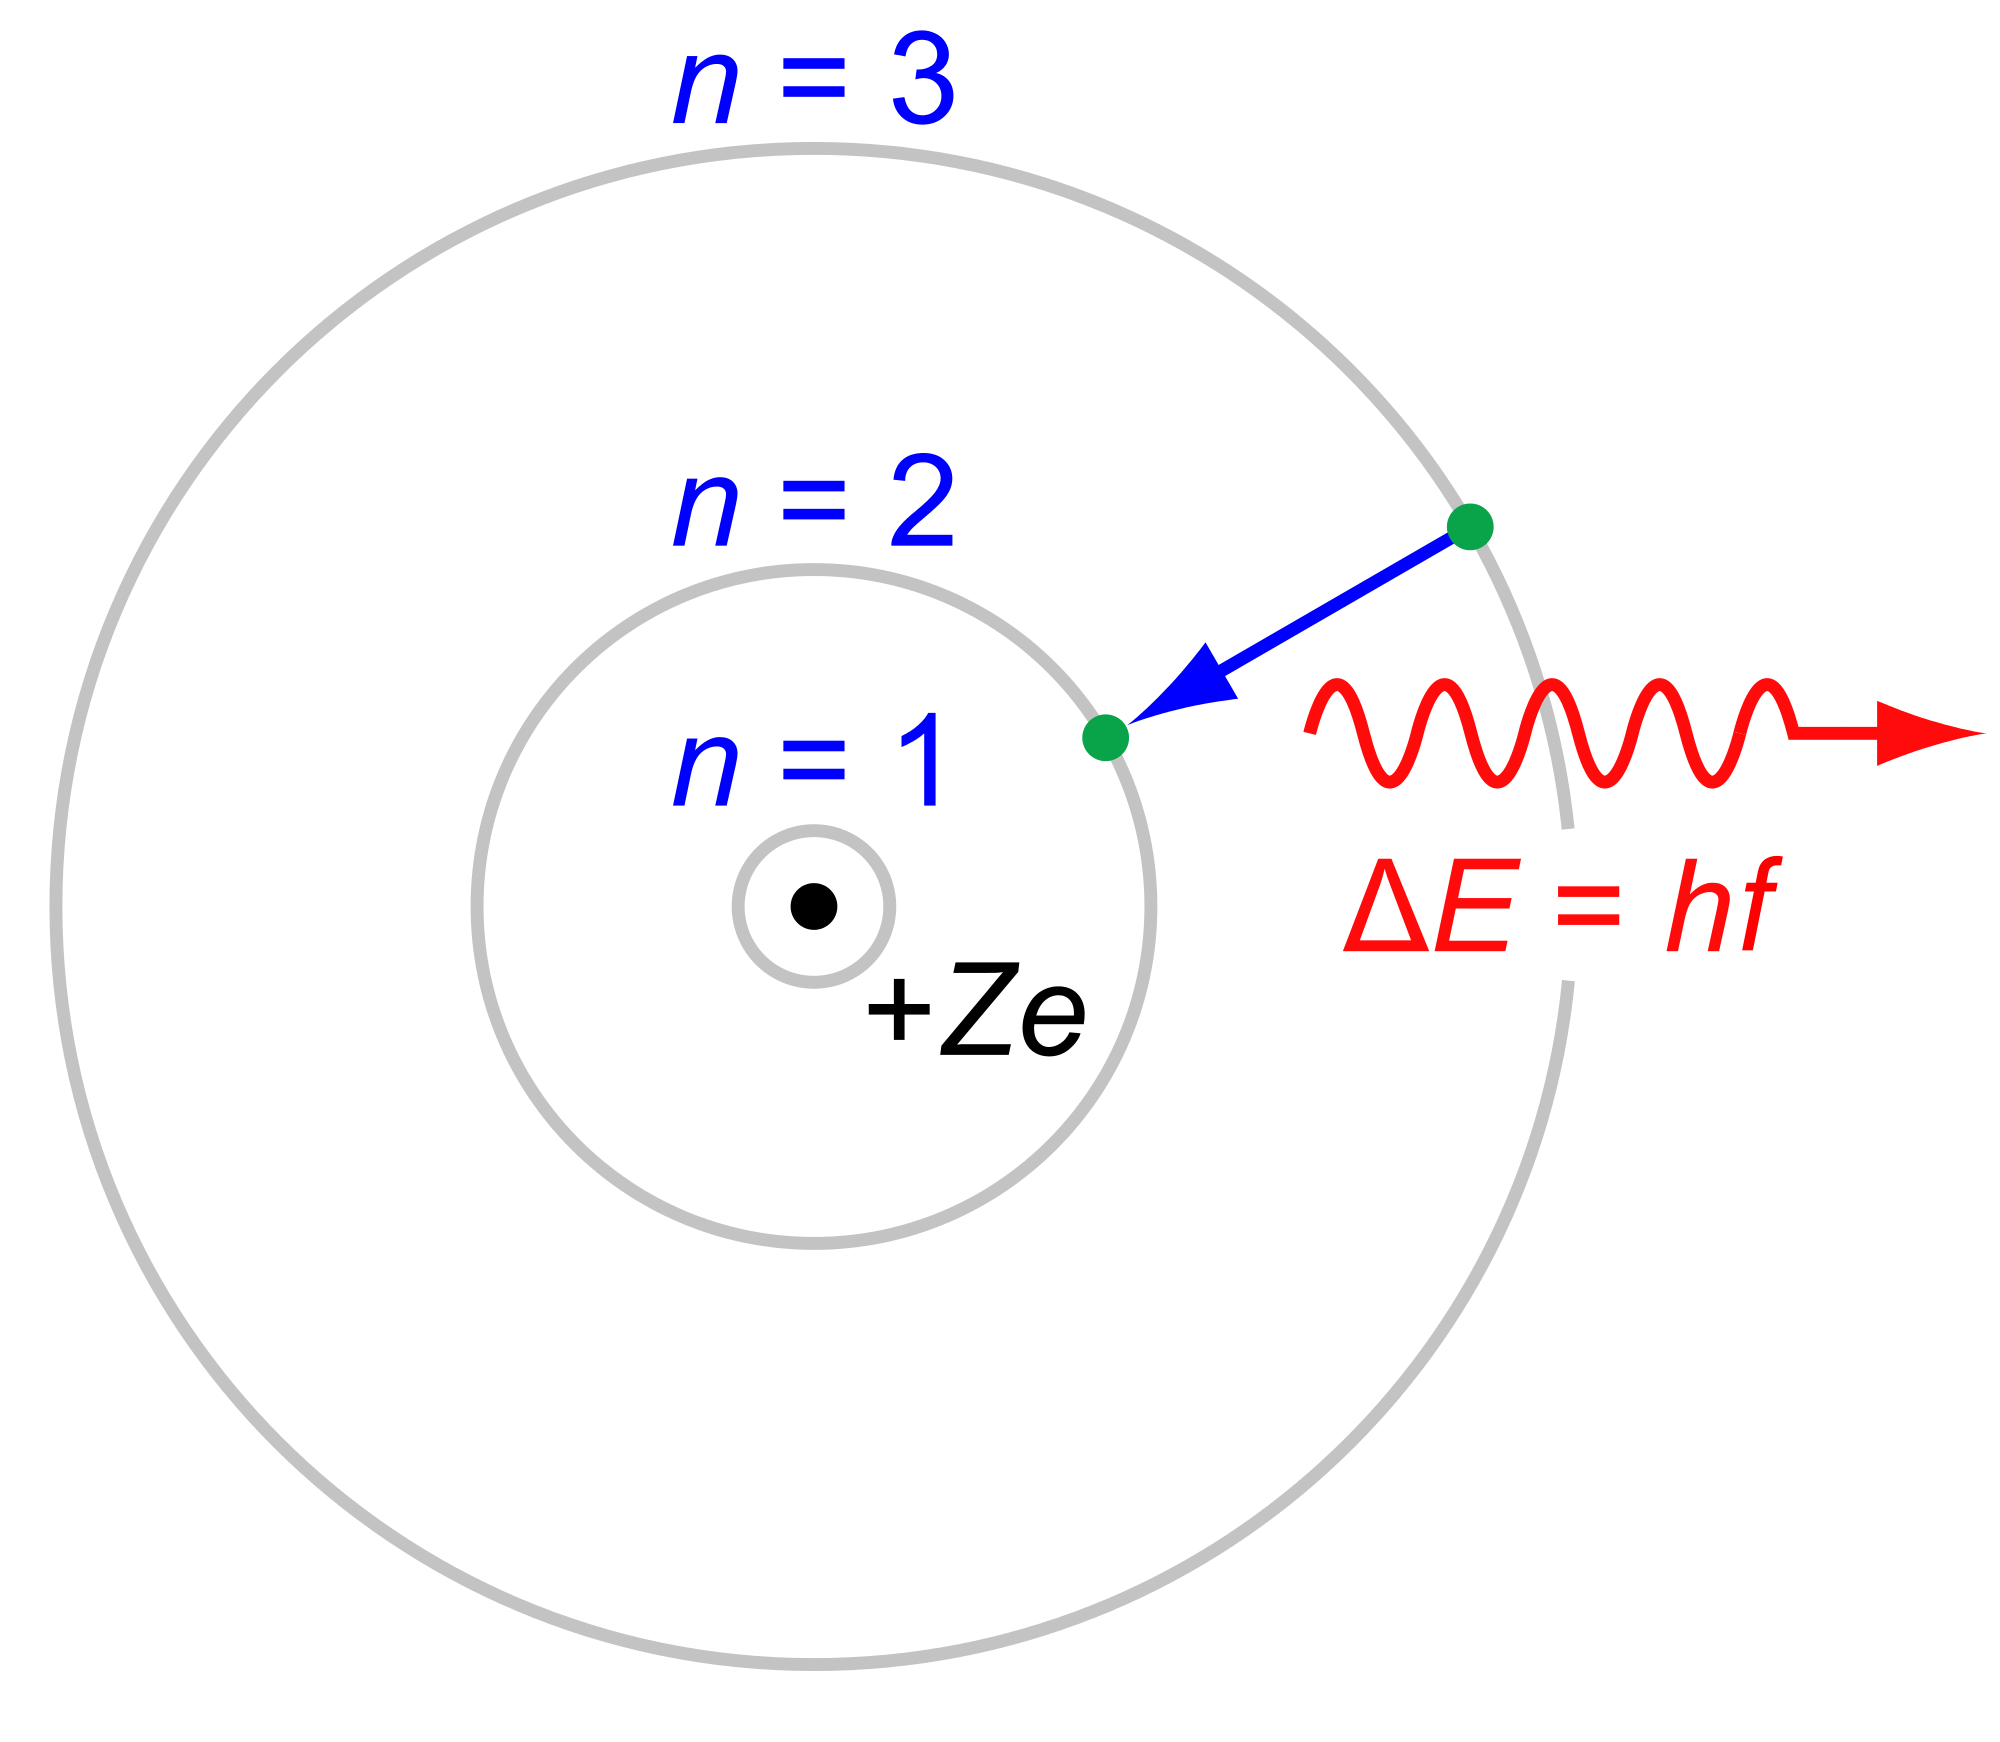 n = 3
n = 2
n = 1
+Ze
ΔE = hf